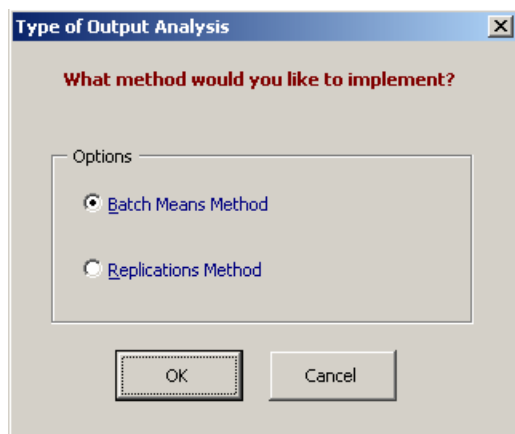 Type of Output Analysis
What method would you like to implement?
Options
Batch Means Method
Replications Method
OK
Cancel